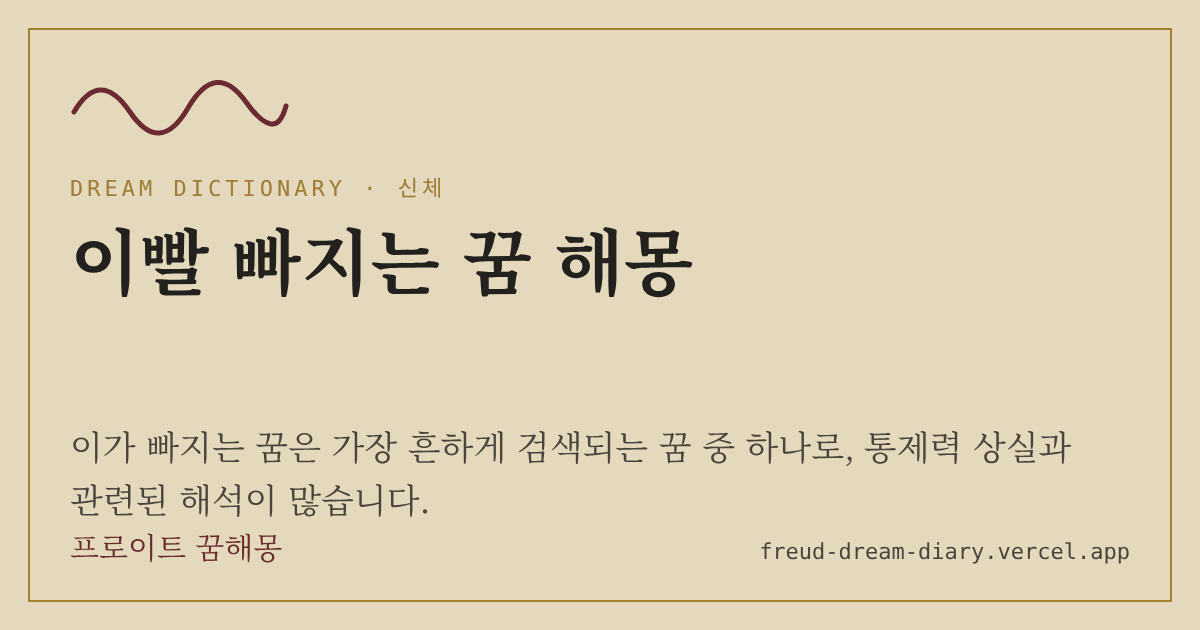 DREAM DICTIONARY · 신체
이빨 빠지는 꿈 해몽
이가 빠지는 꿈은 가장 흔하게 검색되는 꿈 중 하나로, 통제력 상실과
관련된 해석이 많습니다.
프로이트 꿈해몽
freud-dream-diary.vercel.app